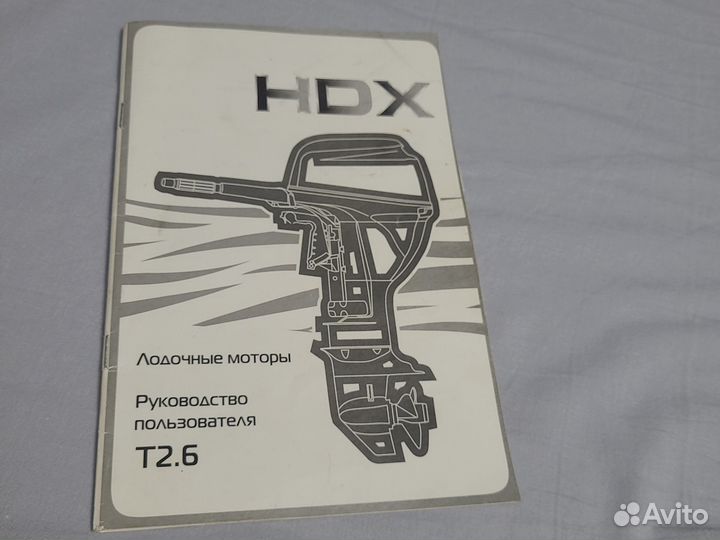 HDX
Лодочные моторы
Руководство
пользователя
T2.6
Avito